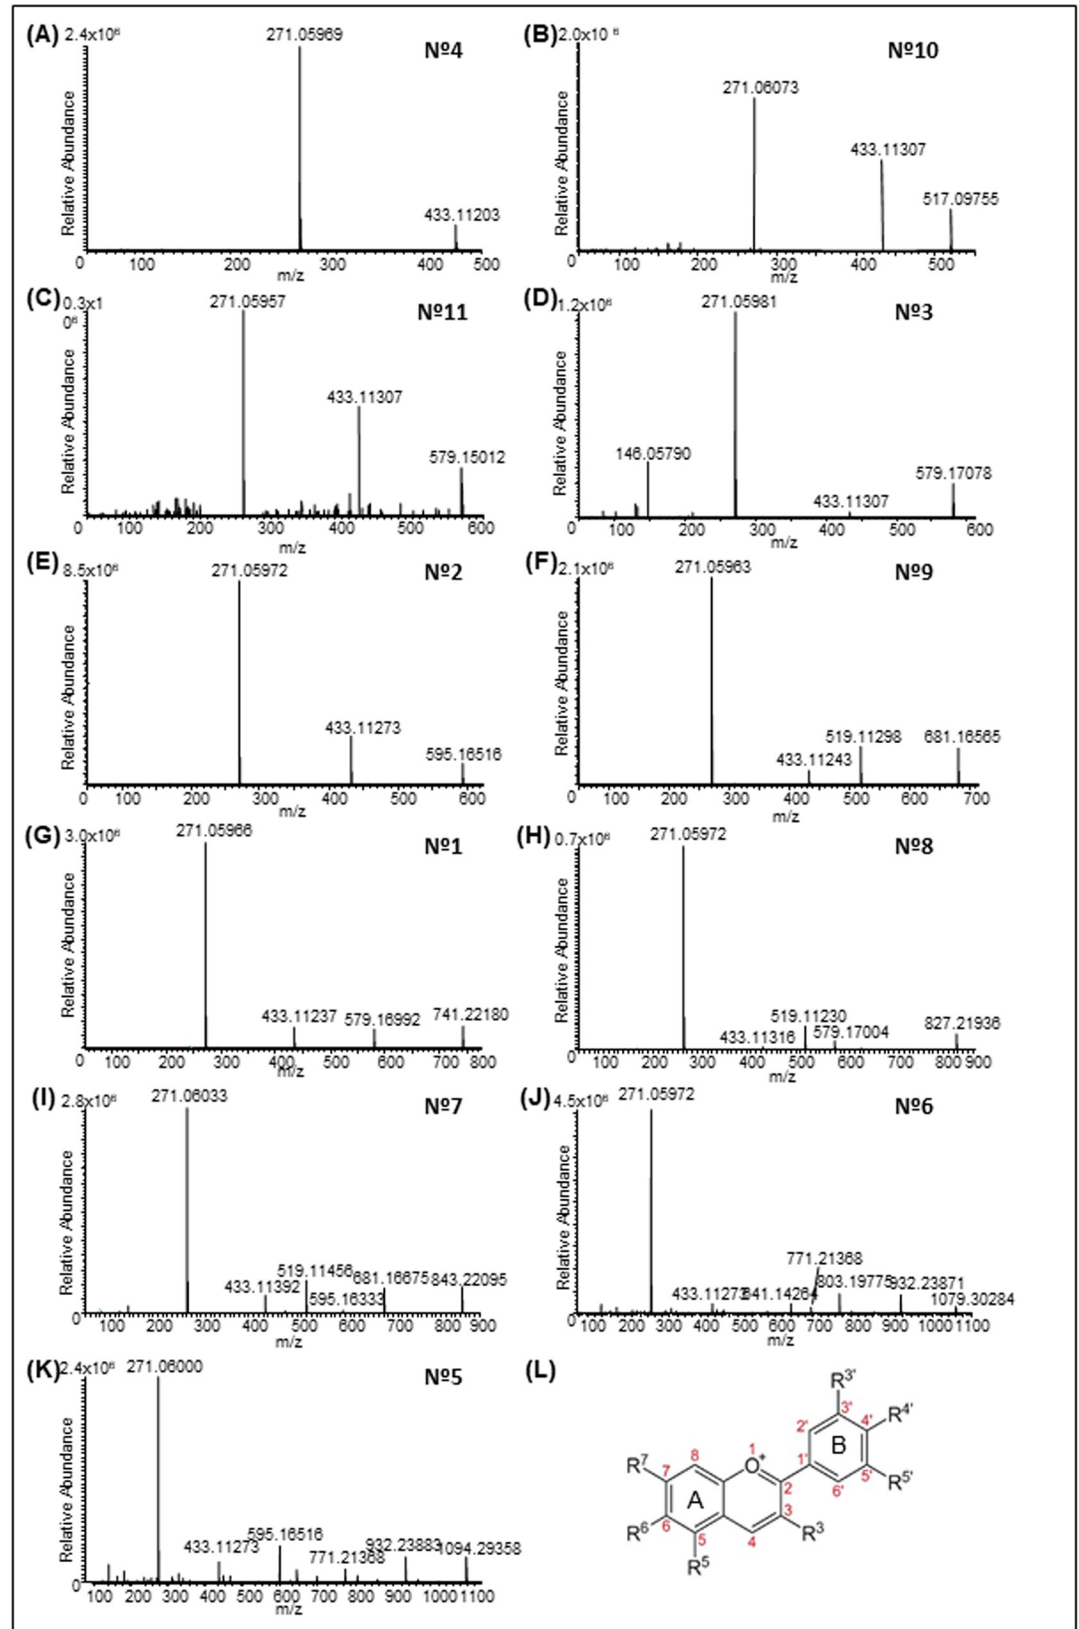 (A) 2.4x10⁶ 271.05969 Nº4
Relative Abundance
433.11203
0 100 200 300 400 500
m/z
(B) 2.0x10 ⁶ Nº10
271.06073
Relative Abundance
433.11307
517.09755
0 100 200 300 400 500
m/z
(C) 0.3x1
0⁶
271.05957 Nº11
Relative Abundance
433.11307
579.15012
0 100 200 300 400 500 600
m/z
(D) 1.2x10⁶ 271.05981 Nº3
Relative Abundance
146.05790
433.11307
579.17078
0 100 200 300 400 500 600
m/z
(E) 8.5x10⁶ 271.05972 Nº2
Relative Abundance
433.11273
595.16516
0 100 200 300 400 500 600
m/z
(F) 2.1x10⁶ 271.05963 Nº9
Relative Abundance
433.11243
519.11298
681.16565
0 100 200 300 400 500 600 700
m/z
(G) 3.0x10⁶ 271.05966 Nº1
Relative Abundance
433.11237
579.16992
741.22180
0 100 200 300 400 500 600 700 800
m/z
(H) 0.7x10⁶ 271.05972 Nº8
Relative Abundance
433.11316
519.11230
579.17004
827.21936
0 100 200 300 400 500 600 700 800 900
m/z
(I) 2.8x10⁶ 271.06033 Nº7
Relative Abundance
433.11392
519.11456
595.16333
681.16675
843.22095
0 100 200 300 400 500 600 700 800 900
m/z
(J) 4.5x10⁶ 271.05972 Nº6
Relative Abundance
433.11273
641.14264
771.21368
803.19775
932.23871
1079.30284
100 200 300 400 500 600 700 800 900 1000 1100
m/z
(K) 2.4x10⁶ 271.06000 Nº5
Relative Abundance
433.11273
595.16516
771.21368
932.23883
1094.29358
0 100 200 300 400 500 600 700 800 900 1000 1100
m/z
(L)
R³'
3'
2' 4' R⁴'
B
R⁷ 8 1 1' 5' R⁵'
7 O⁺ 2 6'
A
R⁶ 6 5 4 3 R³
R⁵